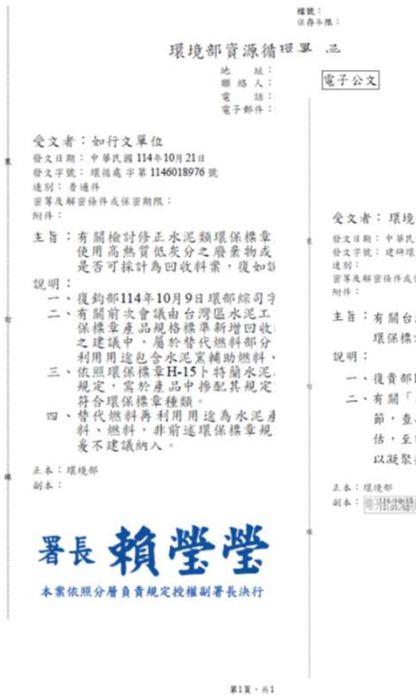 檔號：
保存年限：
環境部資源循環署 函
地　　址：
聯 絡 人：
電　　話：
電子郵件：
電子公文
受文者：如行文單位
發文日期：中華民國 114年10月21日
發文字號：環循處 字第 1146018976 號
速別：普通件
密等及解密條件或保密期限：
附件：
主旨：有關檢討修正水泥類環保標章
使用高熱質低灰分之廢棄物或
是否可採計為回收料案，復如說
說明：
一、復鈞部114年10月9日環部綜司字
二、有關前次會議由台灣區水泥工
保標章產品規格標準新增回收
之建議中，屬於替代燃料部分
利用用途包含水泥窯輔助燃料、
三、依照環保標章H-15卜特蘭水泥
規定，需於產品中摻配其規定
符合環保標章種類。
四、替代燃料再利用用途為水泥產
料、燃料，非前述環保標章規
爰不建議納入。
正本：環境部
副本：
署長 賴瑩瑩
本案依照分層負責規定授權副署長決行
第1頁，共1
裝
訂
線
受文者：環境
發文日期：中華民
發文字號：建研環
速別：
密等及解密條件或保
附件：
主旨：有關台
環保標
說明：
一、復貴部
二、有關「
節，並
估，至
以凝聚
正本：環境部
副本：